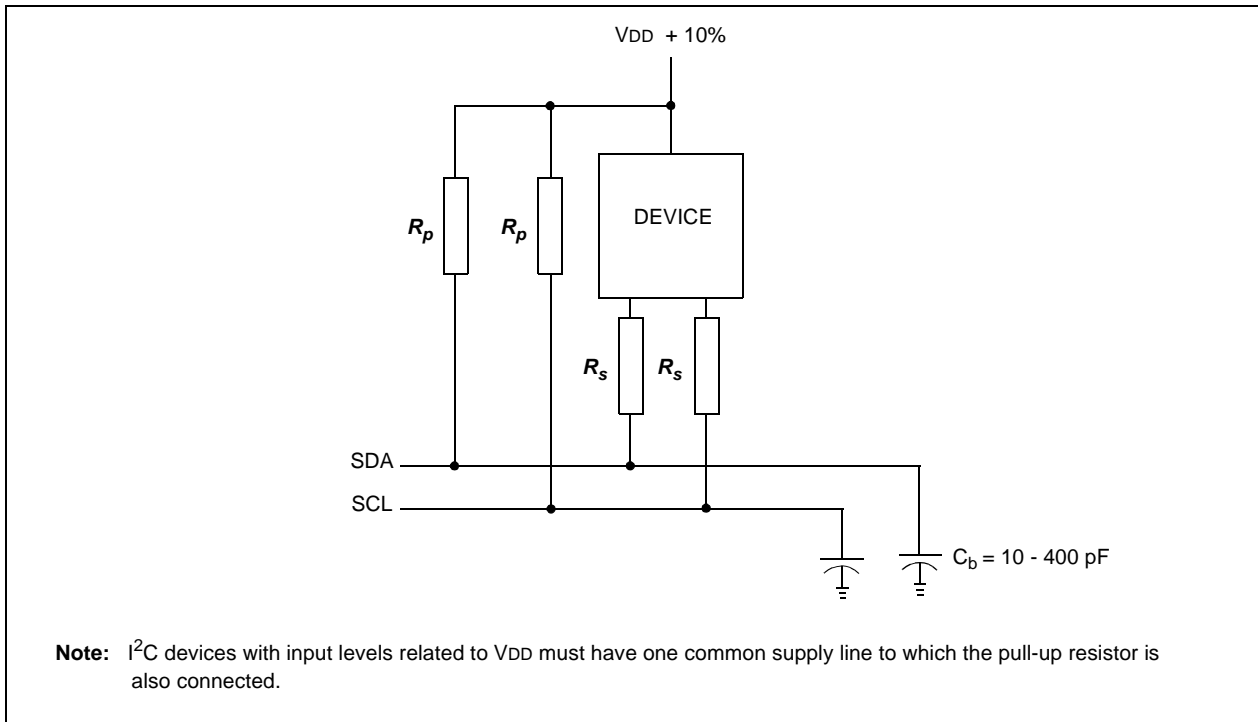 VDD + 10%
DEVICE
Rp Rp
Rs Rs
SDA
SCL
Cb = 10 - 400 pF
Note: I²C devices with input levels related to VDD must have one common supply line to which the pull-up resistor is
also connected.